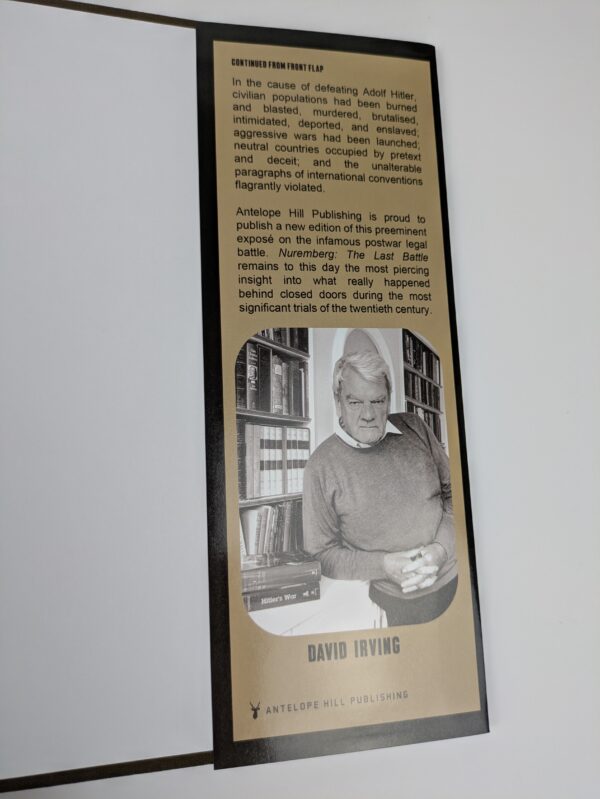 CONTINUED FROM FRONT FLAP
In the cause of defeating Adolf Hitler,
civilian populations had been burned
and blasted, murdered, brutalised,
intimidated, deported, and enslaved;
aggressive wars had been launched;
neutral countries occupied by pretext
and deceit; and the unalterable
paragraphs of international conventions
flagrantly violated.
Antelope Hill Publishing is proud to
publish a new edition of this preeminent
exposé on the infamous postwar legal
battle. Nuremberg: The Last Battle
remains to this day the most piercing
insight into what really happened
behind closed doors during the most
significant trials of the twentieth century.
Hitler's War
DAVID IRVING
ANTELOPE HILL PUBLISHING